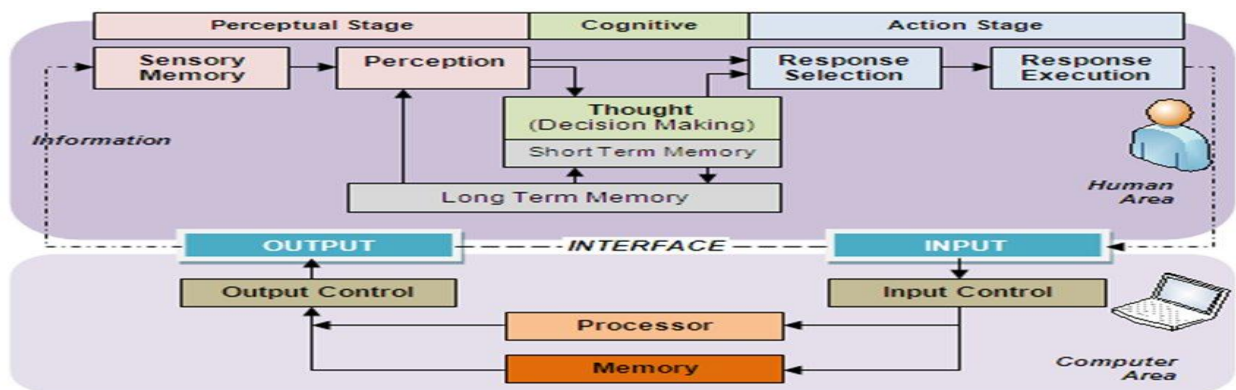 Perceptual Stage
Cognitive
Action Stage
Sensory
Memory
Perception
Response
Selection
Response
Execution
Thought
(Decision Making)
Short Term Memory
Information
Long Term Memory
Human
Area
OUTPUT
INTERFACE
INPUT
Output Control
Input Control
Processor
Memory
Computer
Area